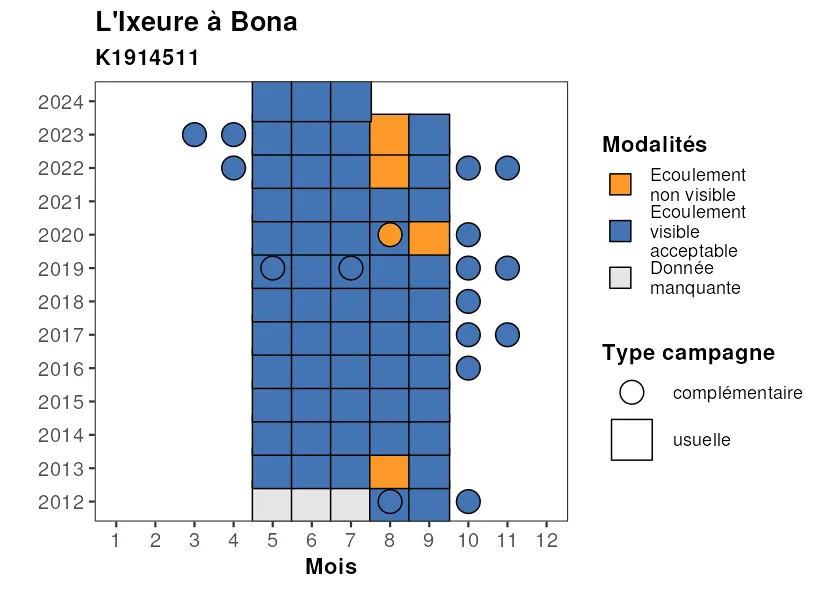 L'Ixeure à Bona
K1914511
2024
2023
2022
2021
2020
2019
2018
2017
2016
2015
2014
2013
2012
1 2 3 4 5 6 7 8 9 10 11 12
Mois
Modalités
Ecoulement
non visible
Ecoulement
visible
acceptable
Donnée
manquante
Type campagne
complémentaire
usuelle